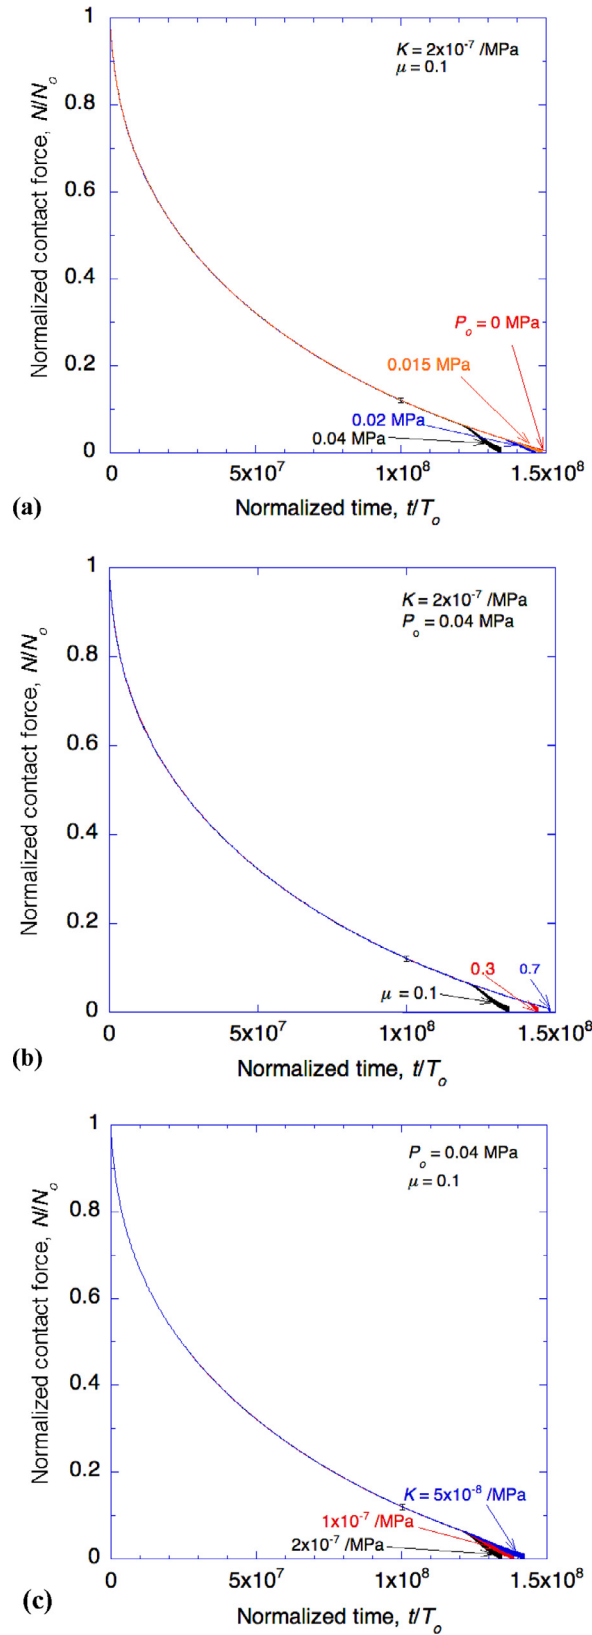 K = 2x10⁻⁷ /MPa
μ = 0.1
Normalized contact force, N/Nₒ
1
0.8
0.6
0.4
0.2
0
Pₒ = 0 MPa
0.015 MPa
0.02 MPa
0.04 MPa
0 5x10⁷ 1x10⁸ 1.5x10⁸
Normalized time, t/Tₒ
(a)
K = 2x10⁻⁷ /MPa
Pₒ = 0.04 MPa
Normalized contact force, N/Nₒ
1
0.8
0.6
0.4
0.2
0
0.3 0.7
μ = 0.1
0 5x10⁷ 1x10⁸ 1.5x10⁸
Normalized time, t/Tₒ
(b)
Pₒ = 0.04 MPa
μ = 0.1
Normalized contact force, N/Nₒ
1
0.8
0.6
0.4
0.2
0
K = 5x10⁻⁸ /MPa
1x10⁻⁷ /MPa
2x10⁻⁷ /MPa
0 5x10⁷ 1x10⁸ 1.5x10⁸
Normalized time, t/Tₒ
(c)